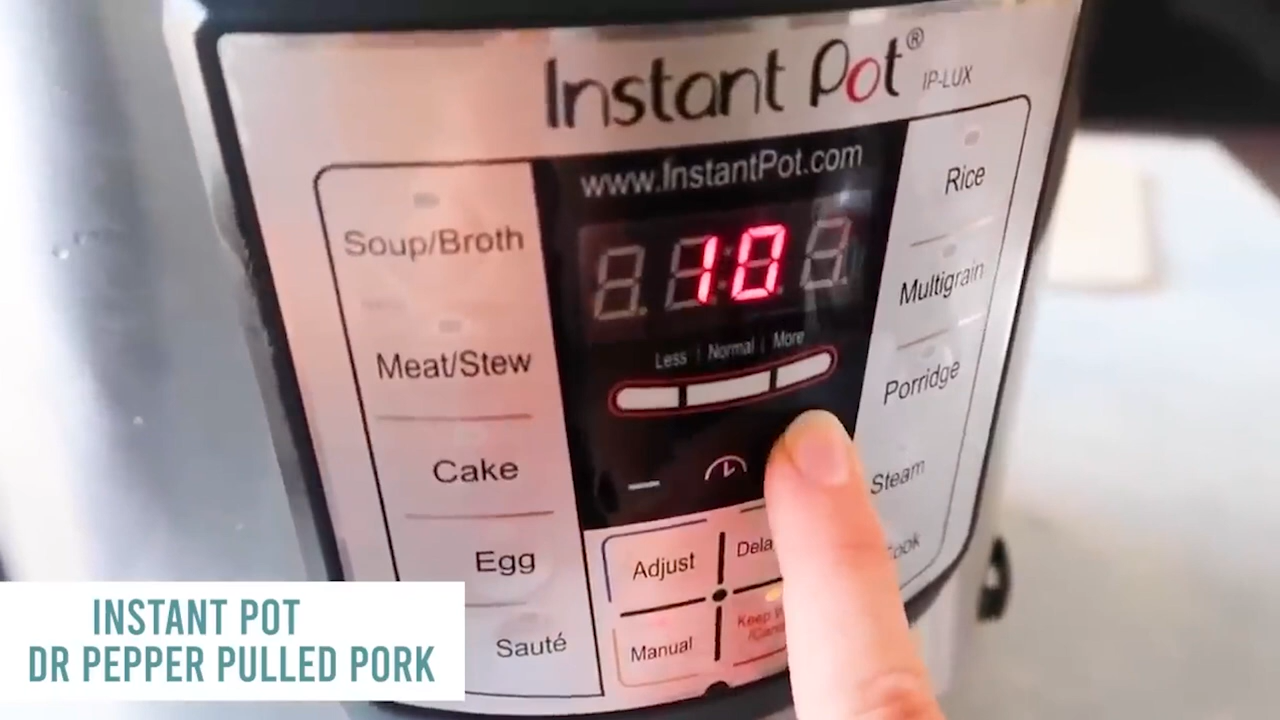 Instant Pot® IP-LUX
www.InstantPot.com
10
Less | Normal | More
Soup/Broth
Meat/Stew
Cake
Egg
Sauté
Rice
Multigrain
Porridge
Steam
Adjust
Manual
INSTANT POT
DR PEPPER PULLED PORK